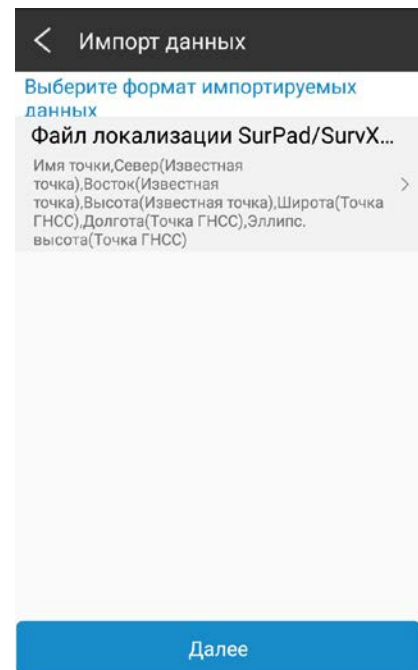 Импорт данных
Выберите формат импортируемых
данных
Файл локализации SurPad/SurvX...
Имя точки,Север(Известная
точка),Восток(Известная
точка),Высота(Известная точка),Широта(Точка
ГНСС),Долгота(Точка ГНСС),Эллипс.
высота(Точка ГНСС)
Далее